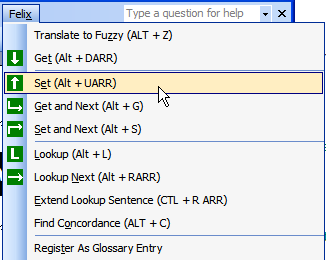 Felix
Type a question for help
Translate to Fuzzy (ALT + Z)
Get (Alt + DARR)
Set (Alt + UARR)
Get and Next (Alt + G)
Set and Next (Alt + S)
Lookup (Alt + L)
Lookup Next (Alt + RARR)
Extend Lookup Sentence (CTL + R ARR)
Find Concordance (ALT + C)
Register As Glossary Entry